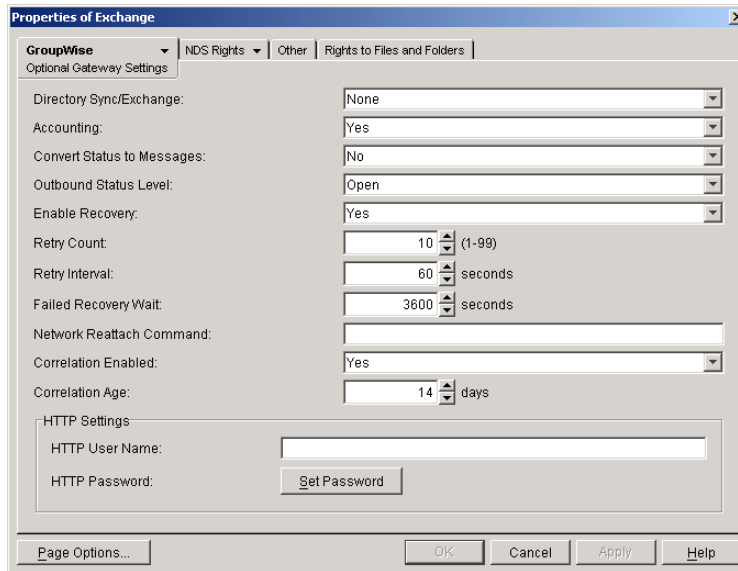 Properties of Exchange
GroupWise NDS Rights Other Rights to Files and Folders
Optional Gateway Settings
Directory Sync/Exchange: None
Accounting: Yes
Convert Status to Messages: No
Outbound Status Level: Open
Enable Recovery: Yes
Retry Count: 10 (1-99)
Retry Interval: 60 seconds
Failed Recovery Wait: 3600 seconds
Network Reattach Command:
Correlation Enabled: Yes
Correlation Age: 14 days
HTTP Settings
HTTP User Name:
HTTP Password: Set Password
Page Options... OK Cancel Apply Help